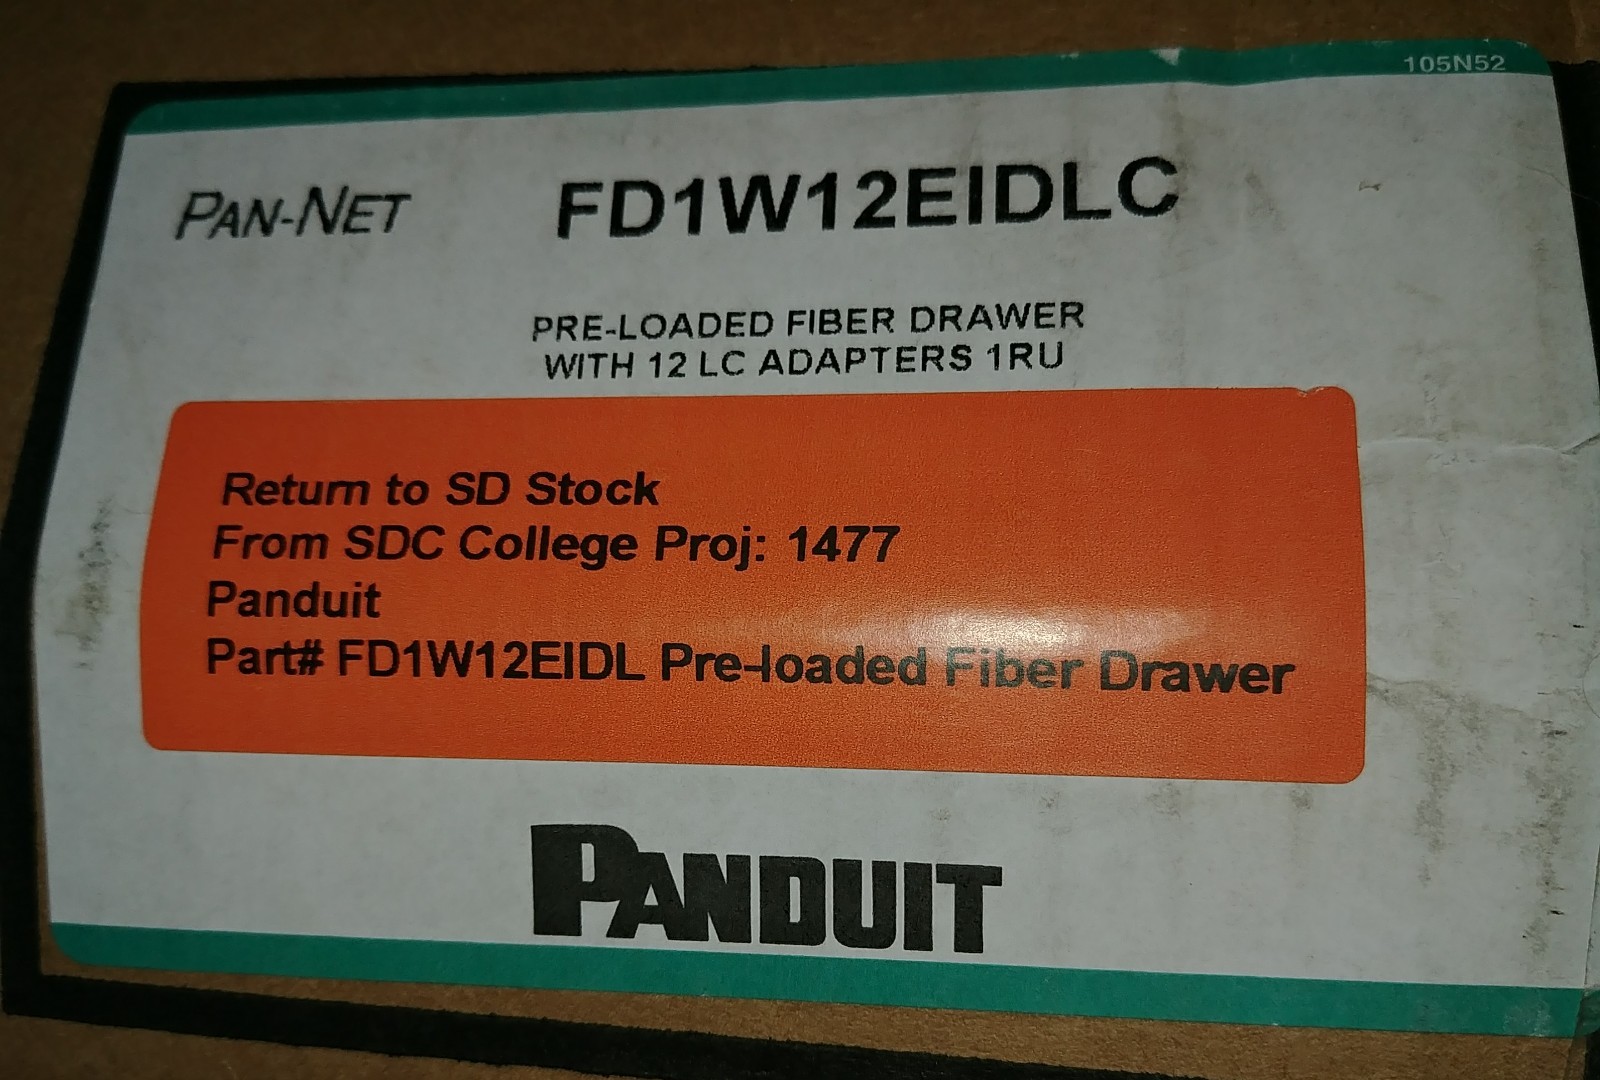 105N52
PAN-NET
FD1W12EIDLC
PRE-LOADED FIBER DRAWER
WITH 12 LC ADAPTERS 1RU
Return to SD Stock
From SDC College Proj: 1477
Panduit
Part# FD1W12EIDL Pre-loaded Fiber Drawer
PANDUIT